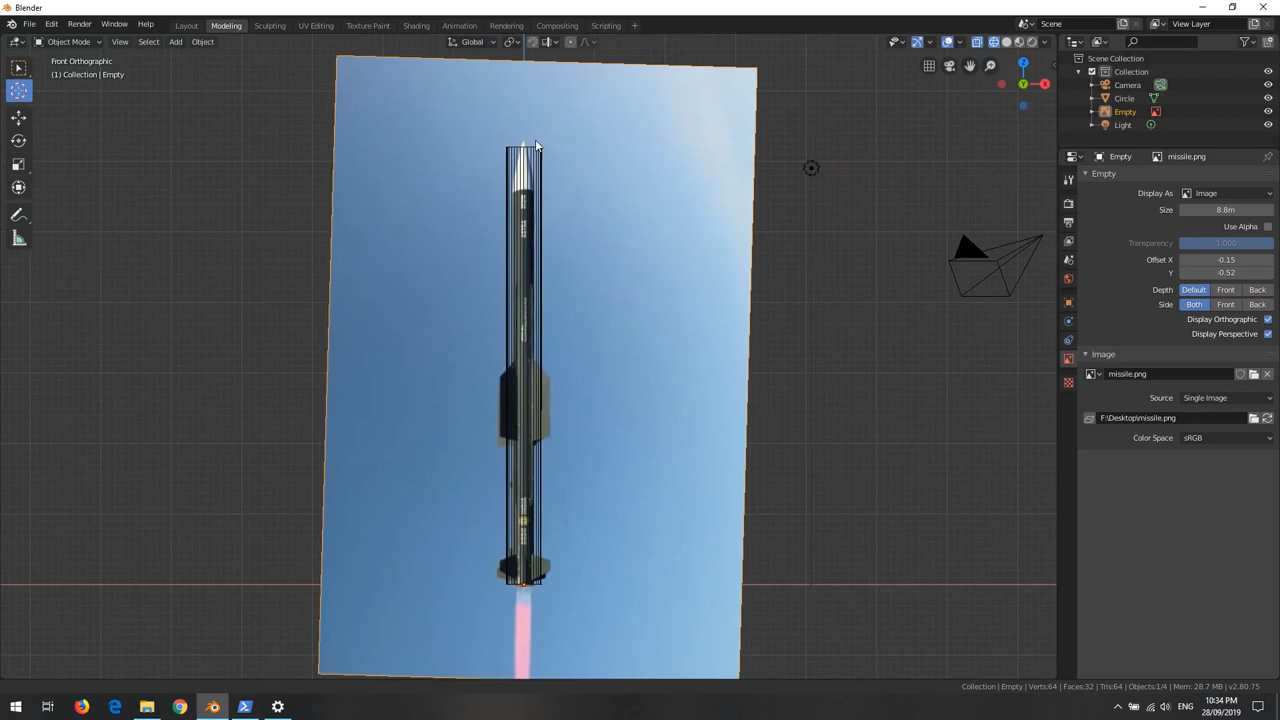 Blender
File Edit Render Window Help Layout Modeling Sculpting UV Editing Texture Paint Shading Animation Rendering Compositing Scripting + Scene View Layer
Object Mode View Select Add Object Global
Front Orthographic
(1) Collection | Empty
Z
Y
X
Scene Collection
Collection
Camera
Circle
Empty
Light
Empty missile.png
Empty
Display As Image
Size 8.8m
Use Alpha
Transparency 1.000
Offset X -0.15
Y -0.52
Depth Default Front Back
Side Both Front Back
Display Orthographic
Display Perspective
Image
missile.png
Source Single Image
F:\Desktop\missile.png
Color Space sRGB
Collection | Empty | Verts:64 | Faces:32 | Tris:64 | Objects:1/4 | Mem: 28.7 MB | v2.80.75
ENG
10:34 PM
28/09/2019